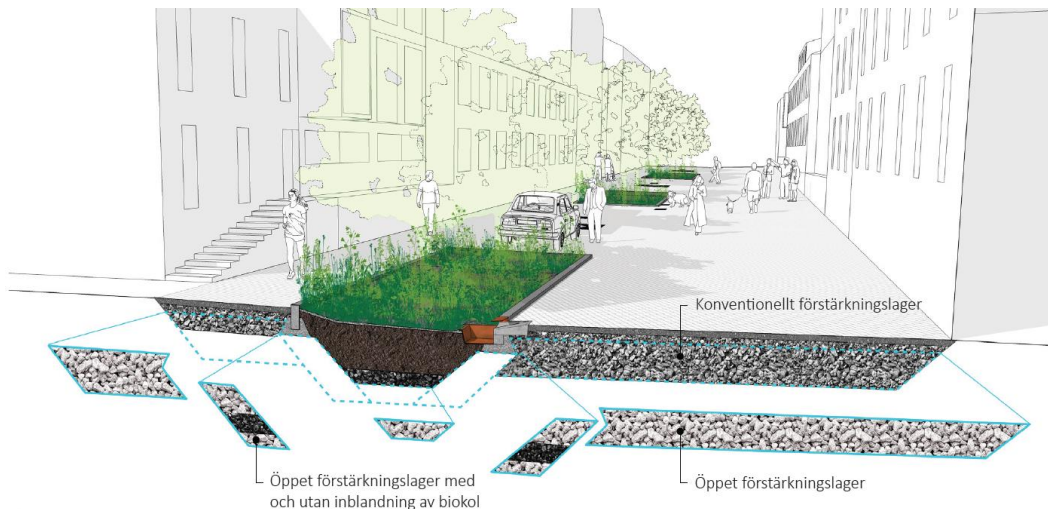 Konventionellt förstärkningslager
Öppet förstärkningslager med
och utan inblandning av biokol
Öppet förstärkningslager